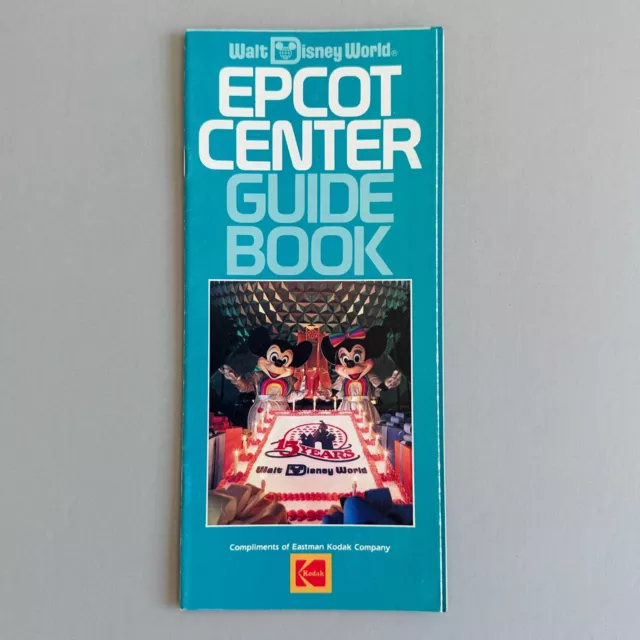 Walt Disney World®
EPCOT
CENTER
GUIDE
BOOK
15 YEARS
Walt Disney World
Compliments of Eastman Kodak Company
Kodak